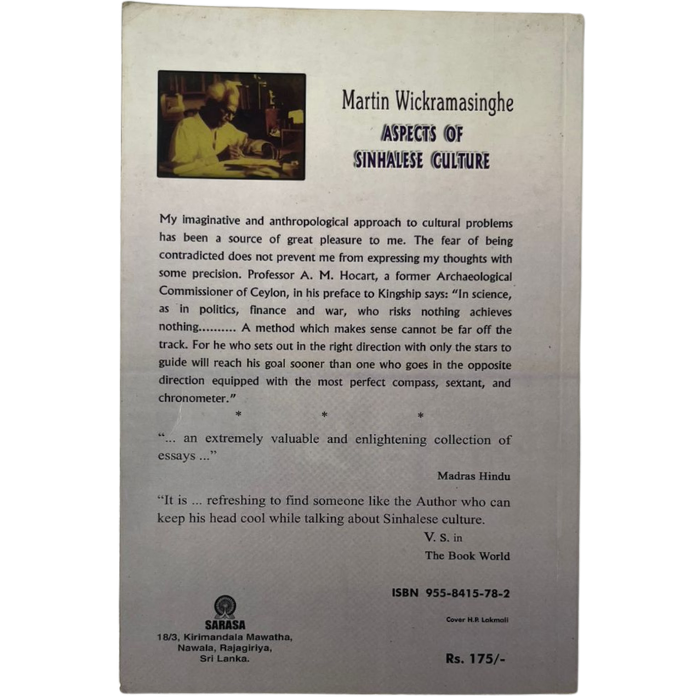 Martin Wickramasinghe
ASPECTS OF
SINHALESE CULTURE
My imaginative and anthropological approach to cultural problems
has been a source of great pleasure to me. The fear of being
contradicted does not prevent me from expressing my thoughts with
some precision. Professor A. M. Hocart, a former Archaeological
Commissioner of Ceylon, in his preface to Kingship says: "In science,
as in politics, finance and war, who risks nothing achieves
nothing.......... A method which makes sense cannot be far off the
track. For he who sets out in the right direction with only the stars to
guide will reach his goal sooner than one who goes in the opposite
direction equipped with the most perfect compass, sextant, and
chronometer."
* * *
"... an extremely valuable and enlightening collection of
essays ..."
Madras Hindu
"It is ... refreshing to find someone like the Author who can
keep his head cool while talking about Sinhalese culture.
V. S. in
The Book World
ISBN 955-8415-78-2
Cover H.P. Lakmali
SARASA
18/3, Kirimandala Mawatha,
Nawala, Rajagiriya,
Sri Lanka.
Rs. 175/-